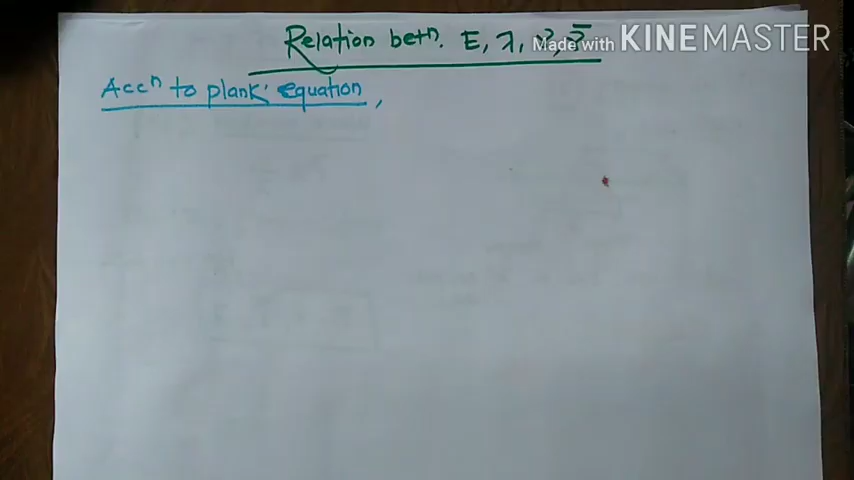 Relation betⁿ. E, λ, ν, ν̅
Made with KINEMASTER
Accⁿ to plank' equation,